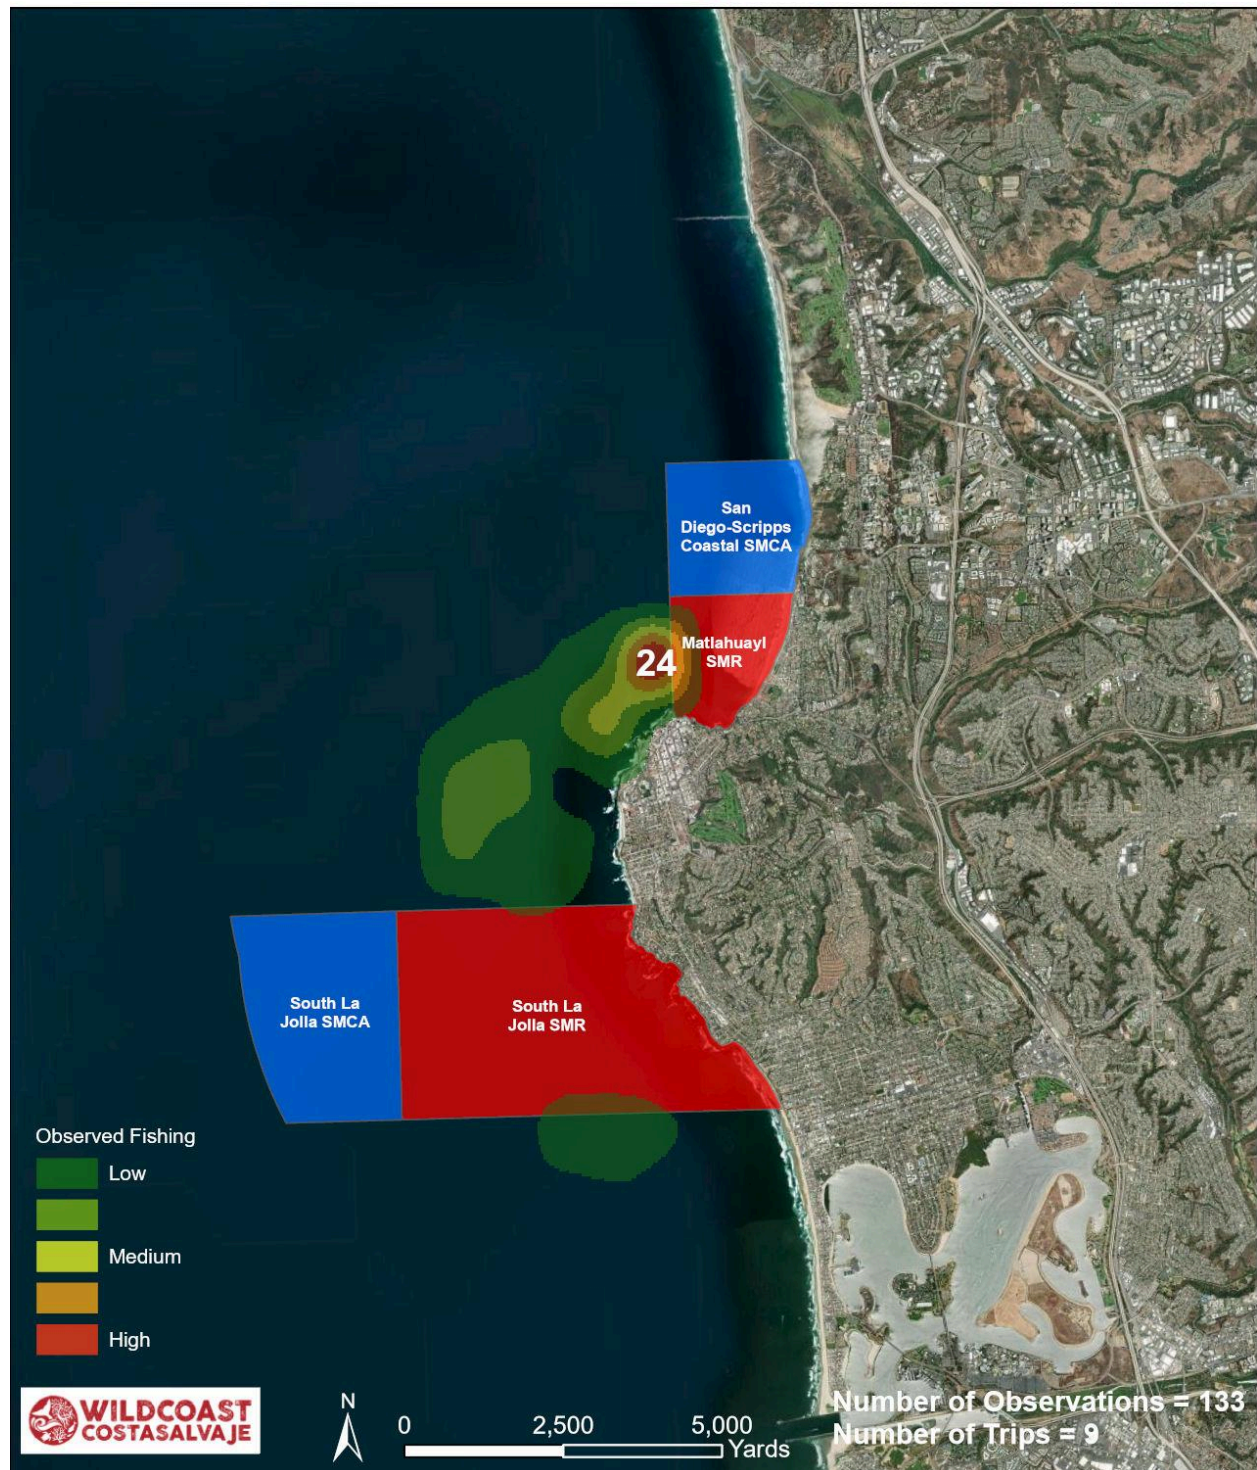 San
Diego-Scripps
Coastal SMCA
Matlahuayl
SMR
24
South La
Jolla SMCA
South La
Jolla SMR
Observed Fishing
Low
Medium
High
WILDCOAST
COSTASALVAJE
N
0 2,500 5,000
Yards
Number of Observations = 133
Number of Trips = 9